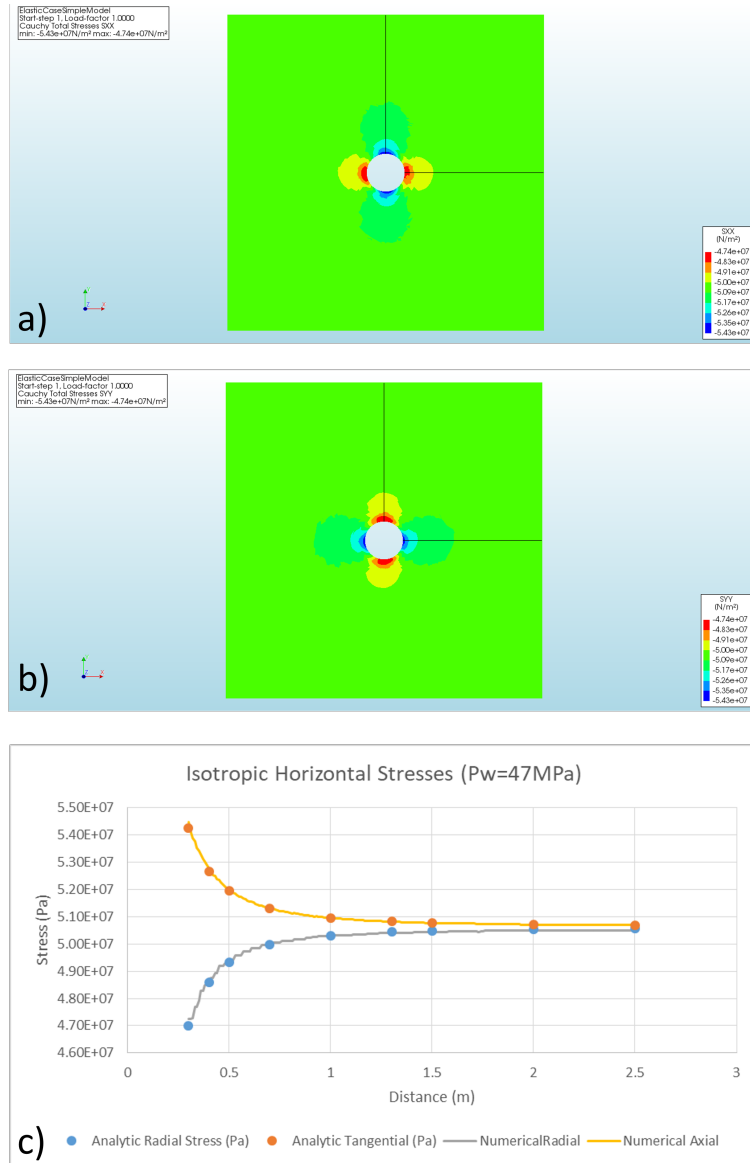 ElasticCaseSimpleModel
Start-step 1, Load-factor 1.0000
Cauchy Total Stresses SXX
min: -5.43e+07N/m² max: -4.74e+07N/m²
SXX
(N/m²)
-4.74e+07
-4.83e+07
-4.91e+07
-5.00e+07
-5.09e+07
-5.17e+07
-5.26e+07
-5.35e+07
-5.43e+07
Y
Z X
a)
ElasticCaseSimpleModel
Start-step 1, Load-factor 1.0000
Cauchy Total Stresses SYY
min: -5.43e+07N/m² max: -4.74e+07N/m²
SYY
(N/m²)
-4.74e+07
-4.83e+07
-4.91e+07
-5.00e+07
-5.09e+07
-5.17e+07
-5.26e+07
-5.35e+07
-5.43e+07
Y
Z X
b)
Isotropic Horizontal Stresses (Pw=47MPa)
Stress (Pa)
5.50E+07
5.40E+07
5.30E+07
5.20E+07
5.10E+07
5.00E+07
4.90E+07
4.80E+07
4.70E+07
4.60E+07
0 0.5 1 1.5 2 2.5 3
Distance (m)
Analytic Radial Stress (Pa) Analytic Tangential (Pa) NumericalRadial Numerical Axial
c)